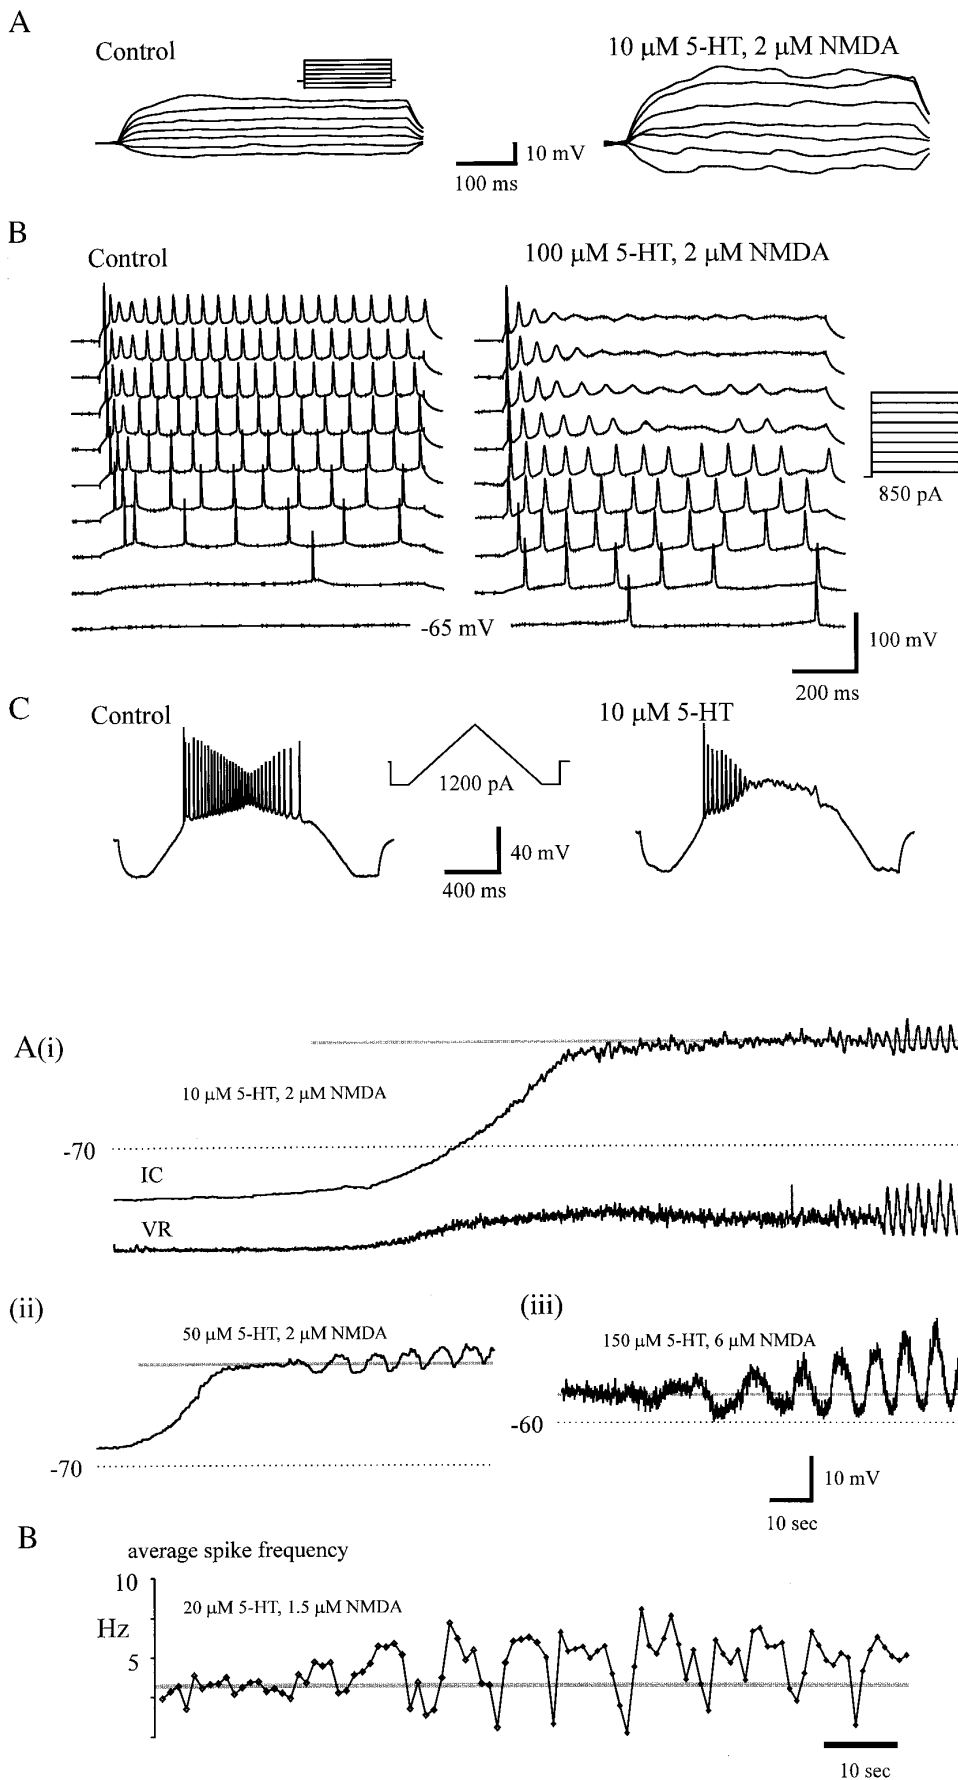 A
Control
10 µM 5-HT, 2 µM NMDA
10 mV
100 ms
B
Control
100 µM 5-HT, 2 µM NMDA
850 pA
-65 mV
100 mV
200 ms
C
Control
10 µM 5-HT
1200 pA
40 mV
400 ms
A(i)
10 µM 5-HT, 2 µM NMDA
-70
IC
VR
(ii)
50 µM 5-HT, 2 µM NMDA
-70
(iii)
150 µM 5-HT, 6 µM NMDA
-60
10 mV
10 sec
B
average spike frequency
10
20 µM 5-HT, 1.5 µM NMDA
Hz
5
10 sec